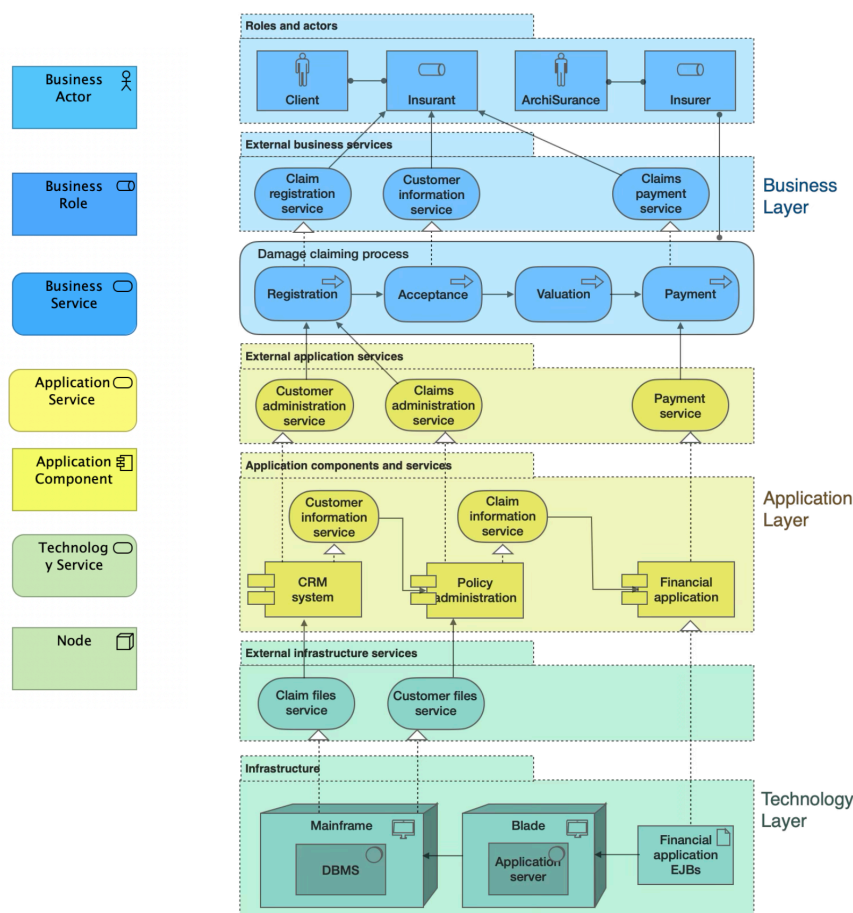 Business
Actor
Business
Role
Business
Service
Application
Service
Application
Component
Technolog
y Service
Node
Roles and actors
Client
Insurant
ArchiSurance
Insurer
External business services
Claim
registration
service
Customer
information
service
Claims
payment
service
Business
Layer
Damage claiming process
Registration
Acceptance
Valuation
Payment
External application services
Customer
administration
service
Claims
administration
service
Payment
service
Application components and services
Customer
information
service
Claim
information
service
Application
Layer
CRM
system
Policy
administration
Financial
application
External infrastructure services
Claim files
service
Customer files
service
Infrastructure
Technology
Layer
Mainframe
DBMS
Blade
Application
server
Financial
application
EJBs